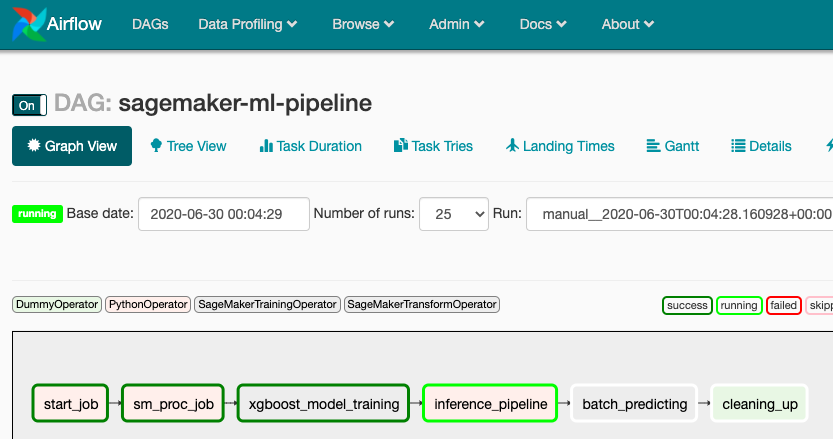 Airflow DAGs Data Profiling Browse Admin Docs About
On DAG: sagemaker-ml-pipeline
Graph View Tree View Task Duration Task Tries Landing Times Gantt Details
running Base date: 2020-06-30 00:04:29 Number of runs: 25 Run: manual__2020-06-30T00:04:28.160928+00:00
DummyOperator PythonOperator SageMakerTrainingOperator SageMakerTransformOperator success running failed skipp
start_job sm_proc_job xgboost_model_training inference_pipeline batch_predicting cleaning_up